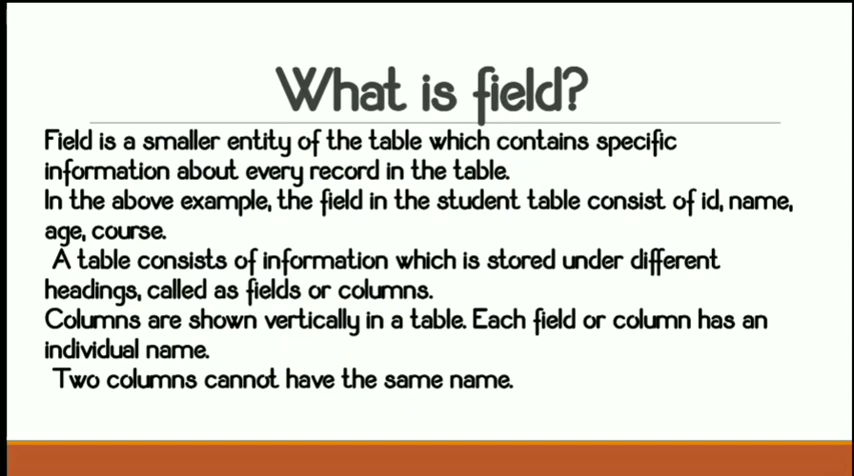 What is field?
Field is a smaller entity of the table which contains specific
information about every record in the table.
In the above example, the field in the student table consist of id, name,
age, course.
A table consists of information which is stored under different
headings, called as fields or columns.
Columns are shown vertically in a table. Each field or column has an
individual name.
Two columns cannot have the same name.